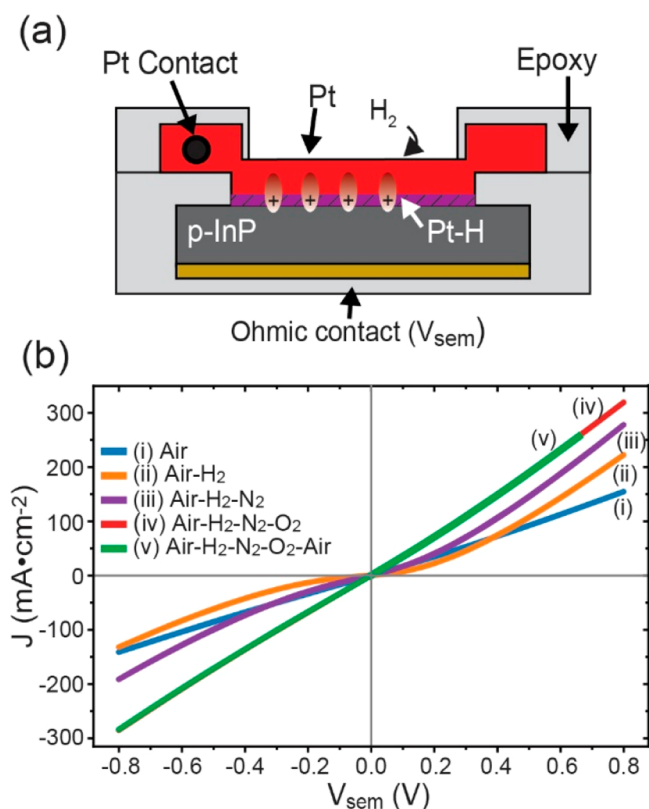 (a)
Pt Contact
Pt
H₂
Epoxy
+ + + +
p-InP
Pt-H
Ohmic contact (Vsem)
(b)
300
200
100
0
-100
-200
-300
J (mA•cm⁻²)
(i) Air
(ii) Air-H₂
(iii) Air-H₂-N₂
(iv) Air-H₂-N₂-O₂
(v) Air-H₂-N₂-O₂-Air
(iv)
(v)
(iii)
(ii)
(i)
-0.8 -0.6 -0.4 -0.2 0.0 0.2 0.4 0.6 0.8
Vsem (V)